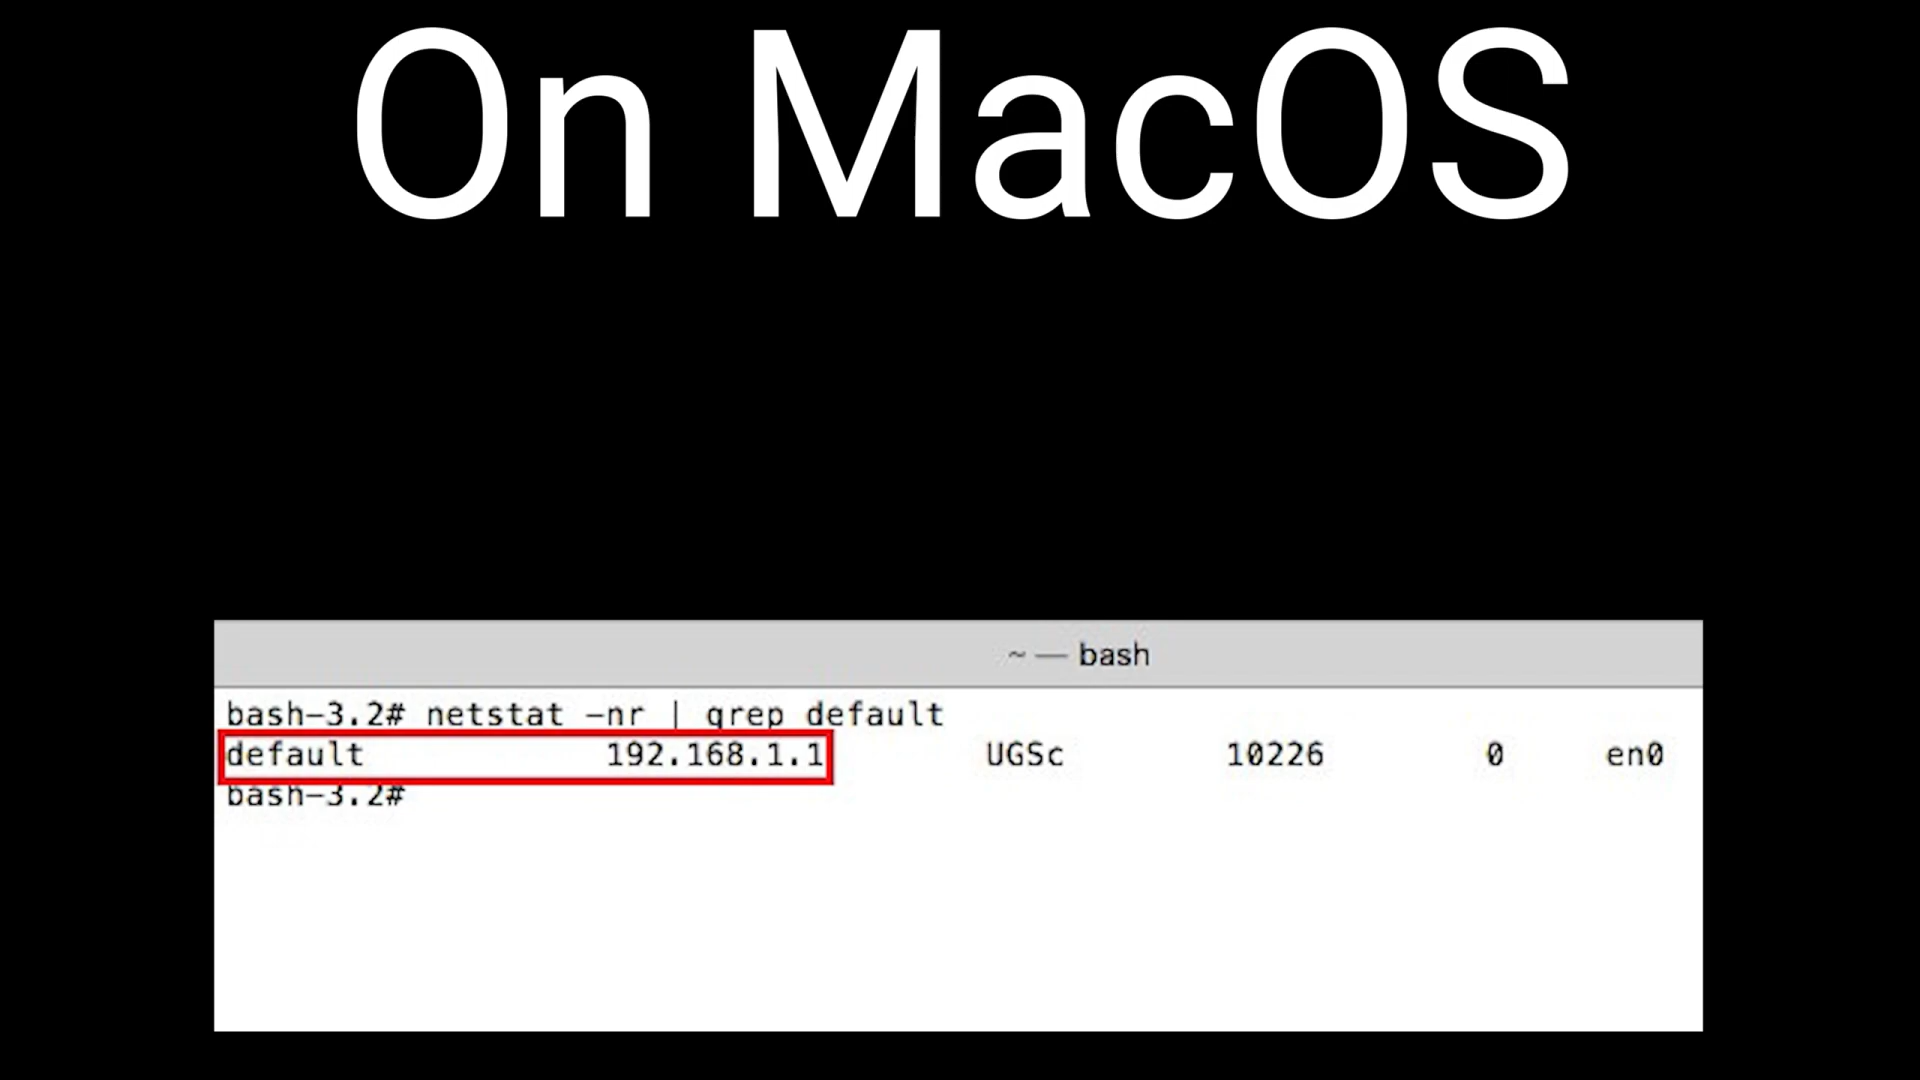 On MacOS
~ — bash
bash-3.2# netstat -nr | grep default
default 192.168.1.1 UGSc 10226 0 en0
bash-3.2#